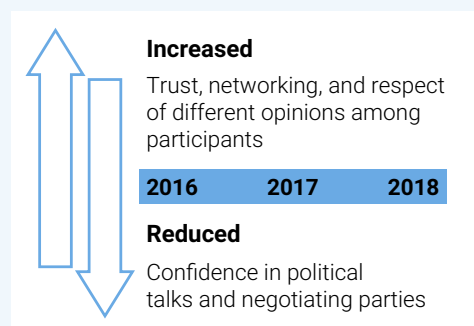 Increased
Trust, networking, and respect
of different opinions among
participants
2016 2017 2018
Reduced
Confidence in political
talks and negotiating parties